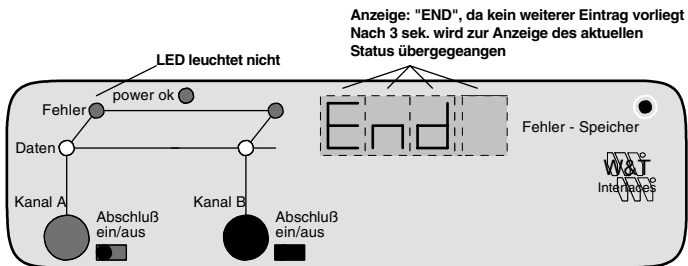 Anzeige: "END", da kein weiterer Eintrag vorliegt
Nach 3 sek. wird zur Anzeige des aktuellen
Status übergegeangen
LED leuchtet nicht
power ok
Fehler
End
Fehler - Speicher
Daten
W&T
Interfaces
Kanal A
Kanal B
Abschluß
ein/aus
Abschluß
ein/aus